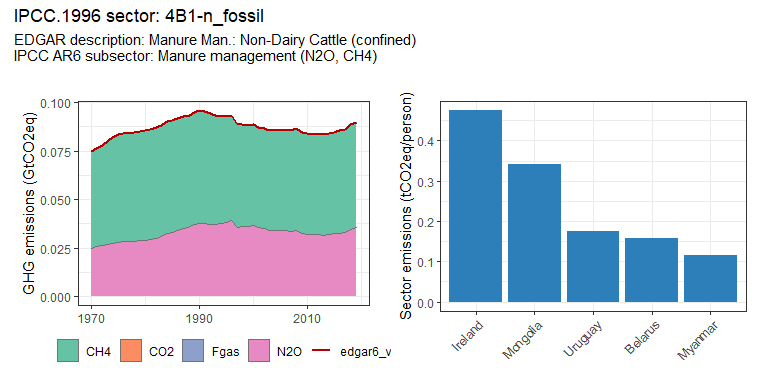 IPCC.1996 sector: 4B1-n_fossil
EDGAR description: Manure Man.: Non-Dairy Cattle (confined)
IPCC AR6 subsector: Manure management (N2O, CH4)
GHG emissions (GtCO2eq)
0.100
0.075
0.050
0.025
0.000
1970
1990
2010
CH4
CO2
Fgas
N2O
edgar6_v
Sector emissions (tCO2eq/person)
0.4
0.3
0.2
0.1
0.0
Ireland
Mongolia
Uruguay
Belarus
Myanmar